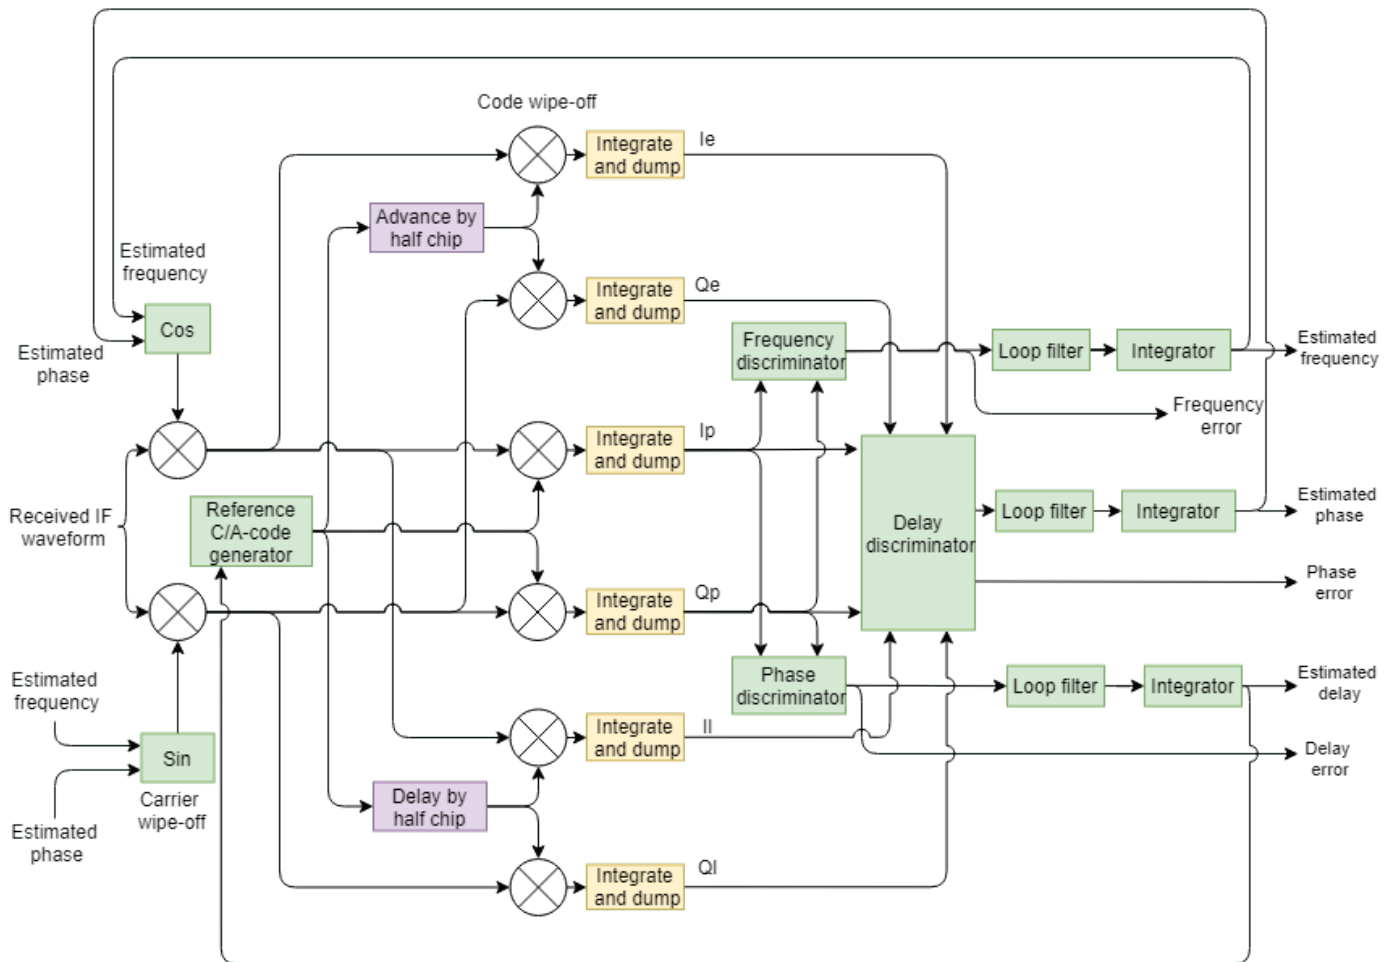 Code wipe-off
Integrate
and dump
Ie
Advance by
half chip
Estimated
frequency
Integrate
and dump
Qe
Cos
Estimated
phase
Frequency
discriminator
Loop filter
Integrator
Estimated
frequency
Frequency
error
Integrate
and dump
Ip
Received IF
waveform
Reference
C/A-code
generator
Delay
discriminator
Loop filter
Integrator
Estimated
phase
Phase
error
Integrate
and dump
Qp
Estimated
frequency
Phase
discriminator
Loop filter
Integrator
Estimated
delay
Delay
error
Sin
Carrier
wipe-off
Estimated
phase
Integrate
and dump
Il
Delay by
half chip
Integrate
and dump
Ql